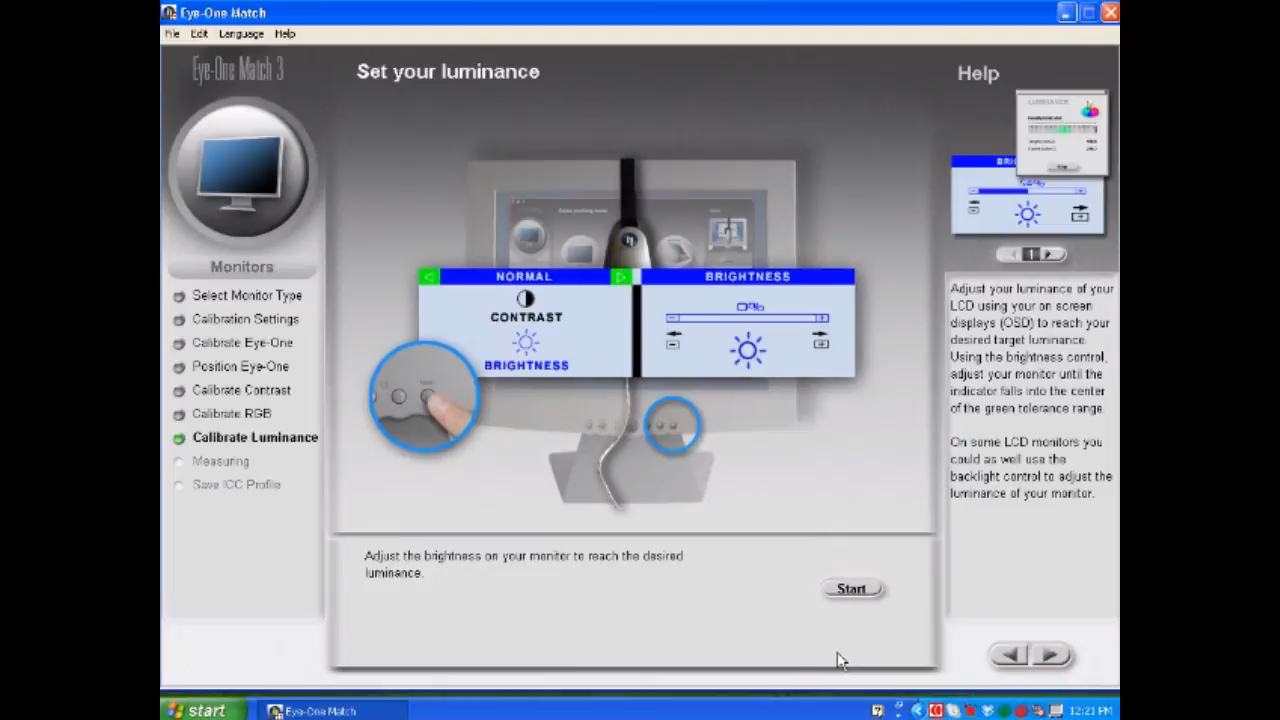 Eye-One Match
File Edit Language Help
Eye-One Match 3
Set your luminance
Help
Monitors
Select Monitor Type
Calibration Settings
Calibrate Eye-One
Position Eye-One
Calibrate Contrast
Calibrate RGB
Calibrate Luminance
Measuring
Save ICC Profile
NORMAL
CONTRAST
BRIGHTNESS
BRIGHTNESS
0%
Adjust the brightness on your monitor to reach the desired
luminance.
Start
LUMINANCE
1
Adjust your luminance of your
LCD using your on screen
displays (OSD) to reach your
desired target luminance.
Using the brightness control,
adjust your monitor until the
indicator falls into the center
of the green tolerance range.
On some LCD monitors you
could as well use the
backlight control to adjust the
luminance of your monitor.
start
Eye-One Match
12:21 PM